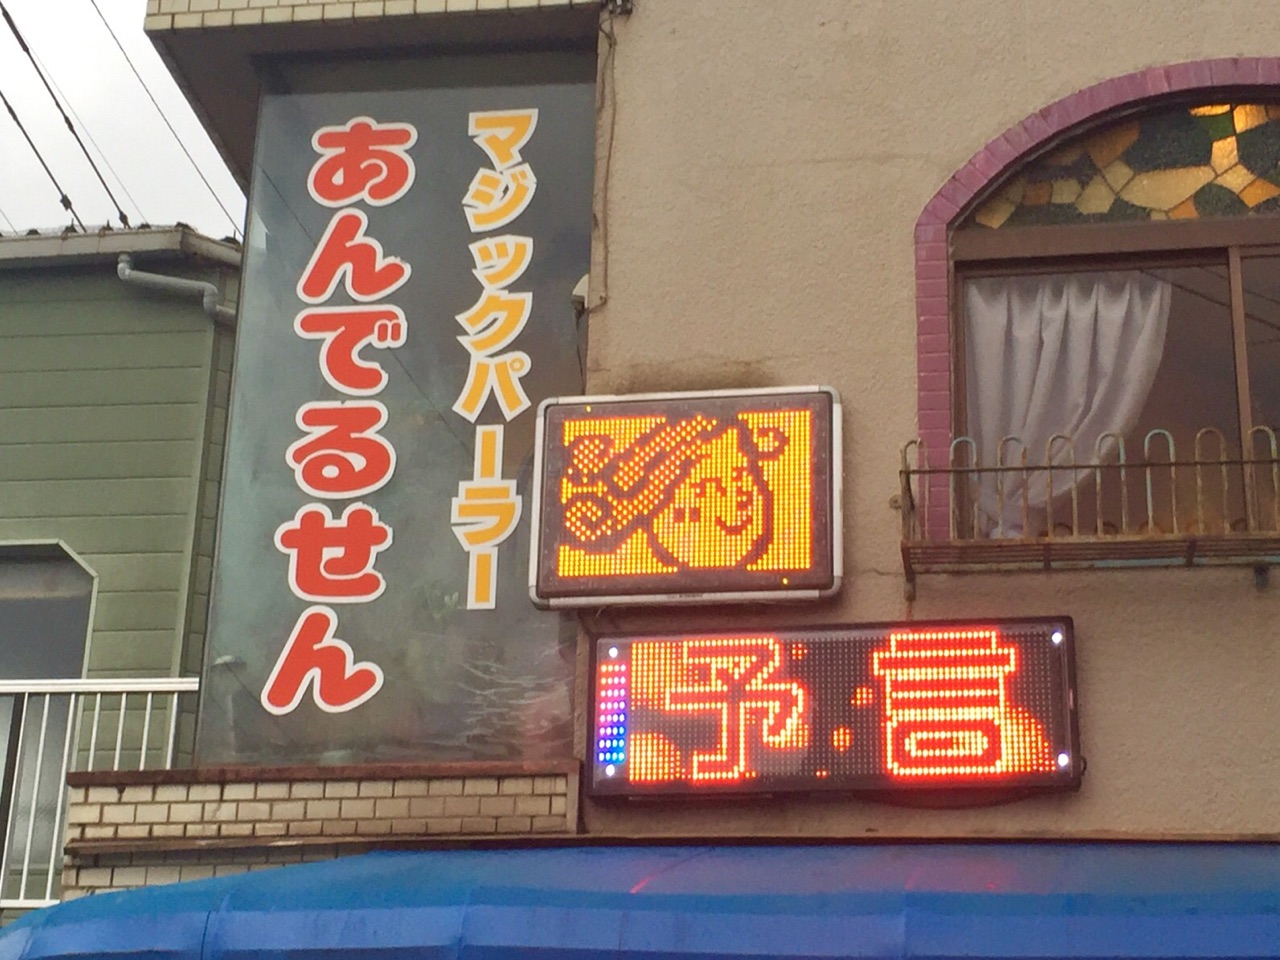 マジックパーラー
あんでるせん
予言